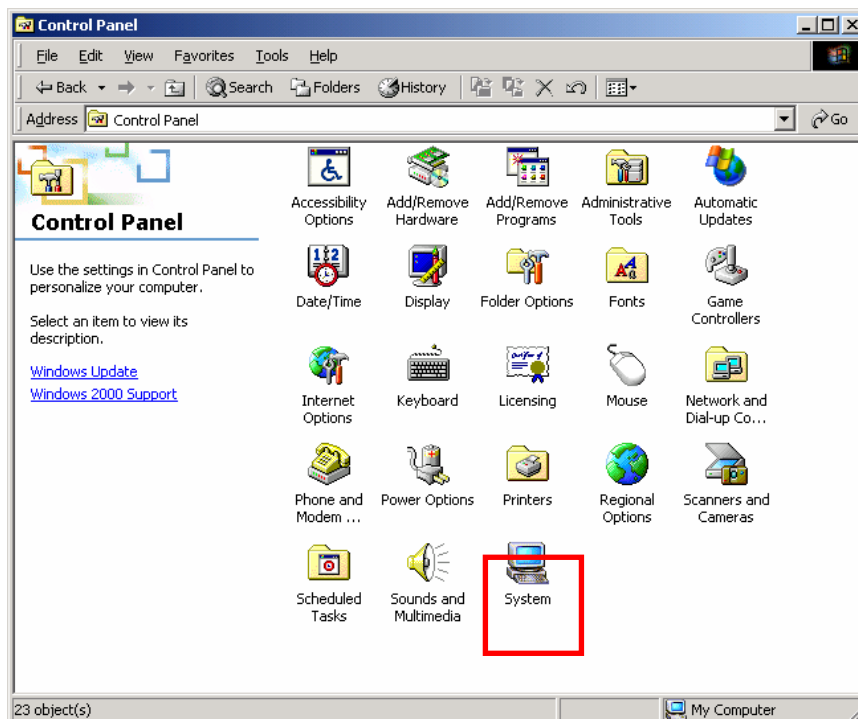 Control Panel
File Edit View Favorites Tools Help
Back Search Folders History
Address Control Panel Go
Control Panel
Use the settings in Control Panel to
personalize your computer.
Select an item to view its
description.
Windows Update
Windows 2000 Support
Accessibility
Options
Add/Remove
Hardware
Add/Remove
Programs
Administrative
Tools
Automatic
Updates
Date/Time
Display
Folder Options
Fonts
Game
Controllers
Internet
Options
Keyboard
Licensing
Mouse
Network and
Dial-up Co...
Phone and
Modem ...
Power Options
Printers
Regional
Options
Scanners and
Cameras
Scheduled
Tasks
Sounds and
Multimedia
System
23 object(s)
My Computer